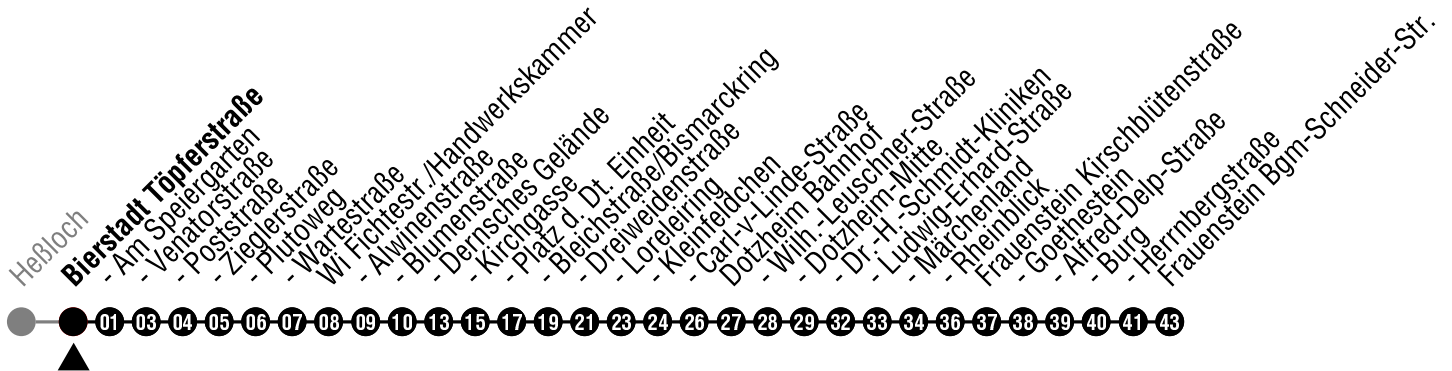 Heßloch
Bierstadt Töpferstraße
- Am Speiergarten
- Venatorstraße
- Poststraße
- Zieglerstraße
- Plutoweg
- Wartestraße
Wi Fichtestr./Handwerkskammer
- Alwinenstraße
- Blumenstraße
- Dernsches Gelände
- Kirchgasse
- Platz d. Dt. Einheit
- Bleichstraße/Bismarckring
- Dreiweidenstraße
- Loreleiring
- Kleinfeldchen
- Carl-v-Linde-Straße
Dotzheim Bahnhof
- Wilh.-Leuschner-Straße
- Dotzheim-Mitte
- Dr.-H.-Schmidt-Kliniken
- Ludwig-Erhard-Straße
- Märchenland
- Rheinblick
Frauenstein Kirschblütenstraße
- Goethestein
- Alfred-Delp-Straße
- Burg
- Herrnbergstraße
Frauenstein Bgm-Schneider-Str.
01 03 04 05 06 07 08 09 10 13 15 17 19 21 23 24 26 27 28 29 32 33 34 36 37 38 39 40 41 43